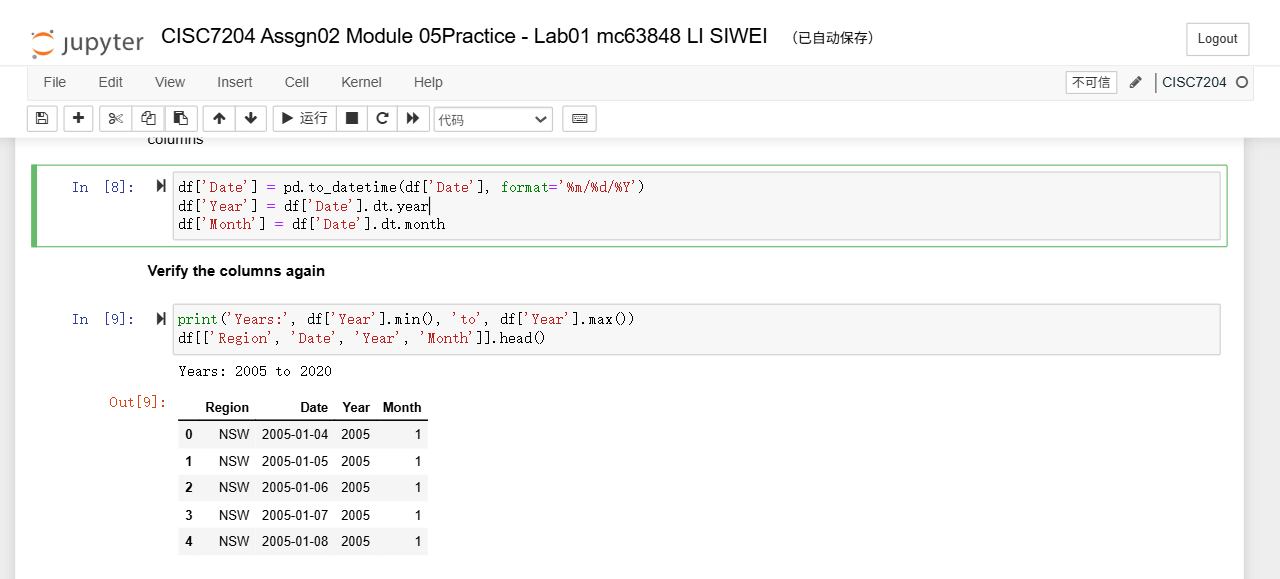 jupyter CISC7204 Assgn02 Module 05Practice - Lab01 mc63848 LI SIWEI (已自动保存) Logout
File Edit View Insert Cell Kernel Help 不可信 CISC7204
运行 代码
columns
In [8]: df['Date'] = pd.to_datetime(df['Date'], format='%m/%d/%Y')
df['Year'] = df['Date'].dt.year
df['Month'] = df['Date'].dt.month
Verify the columns again
In [9]: print('Years:', df['Year'].min(), 'to', df['Year'].max())
df[['Region', 'Date', 'Year', 'Month']].head()
Years: 2005 to 2020
Out[9]:
Region Date Year Month
0 NSW 2005-01-04 2005 1
1 NSW 2005-01-05 2005 1
2 NSW 2005-01-06 2005 1
3 NSW 2005-01-07 2005 1
4 NSW 2005-01-08 2005 1